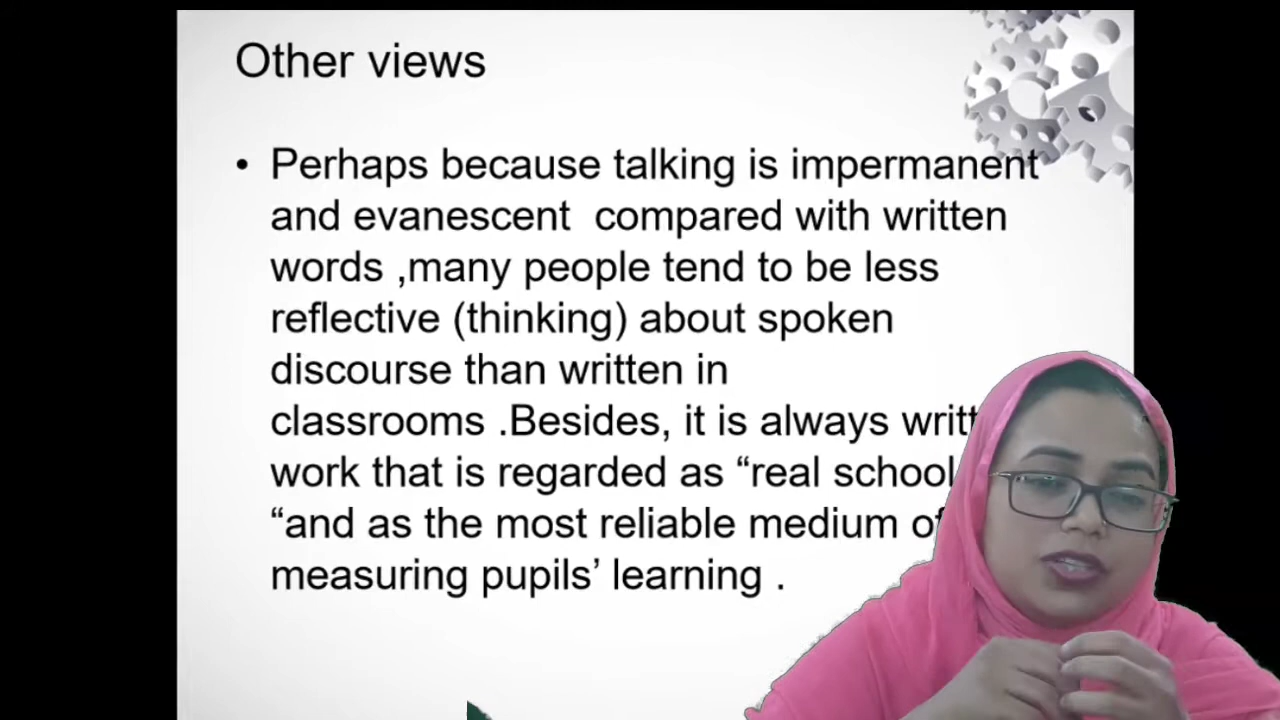 Other views
• Perhaps because talking is impermanent
and evanescent  compared with written
words ,many people tend to be less
reflective (thinking) about spoken
discourse than written in
classrooms .Besides, it is always
work that is regarded as “real school
“and as the most reliable medium
measuring pupils’ learning .